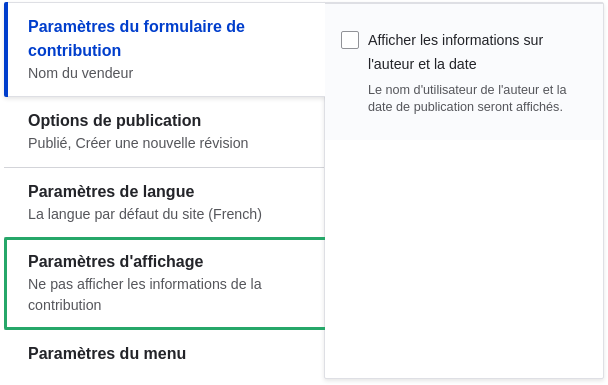 Paramètres du formulaire de
contribution
Nom du vendeur
Options de publication
Publié, Créer une nouvelle révision
Paramètres de langue
La langue par défaut du site (French)
Paramètres d'affichage
Ne pas afficher les informations de la
contribution
Paramètres du menu
Afficher les informations sur
l'auteur et la date
Le nom d'utilisateur de l'auteur et la
date de publication seront affichés.